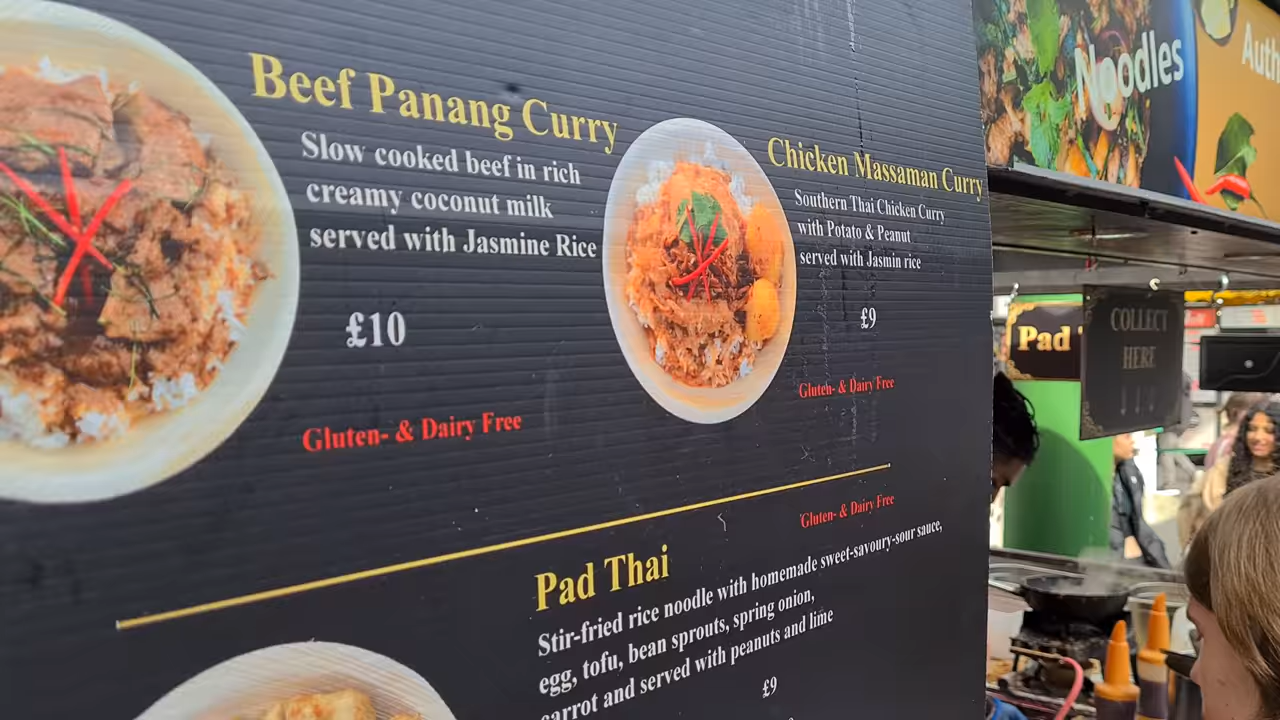 Beef Panang Curry
Slow cooked beef in rich
creamy coconut milk
served with Jasmine Rice
£10
Gluten- & Dairy Free
Chicken Massaman Curry
Southern Thai Chicken Curry
with Potato & Peanut
served with Jasmin rice
£9
Gluten- & Dairy Free
Gluten- & Dairy Free
Pad Thai
Stir-fried rice noodle with homemade sweet-savoury-sour sauce,
egg, tofu, bean sprouts, spring onion,
carrot and served with peanuts and lime
£9
Noodles
Auth
Pad
COLLECT
HERE